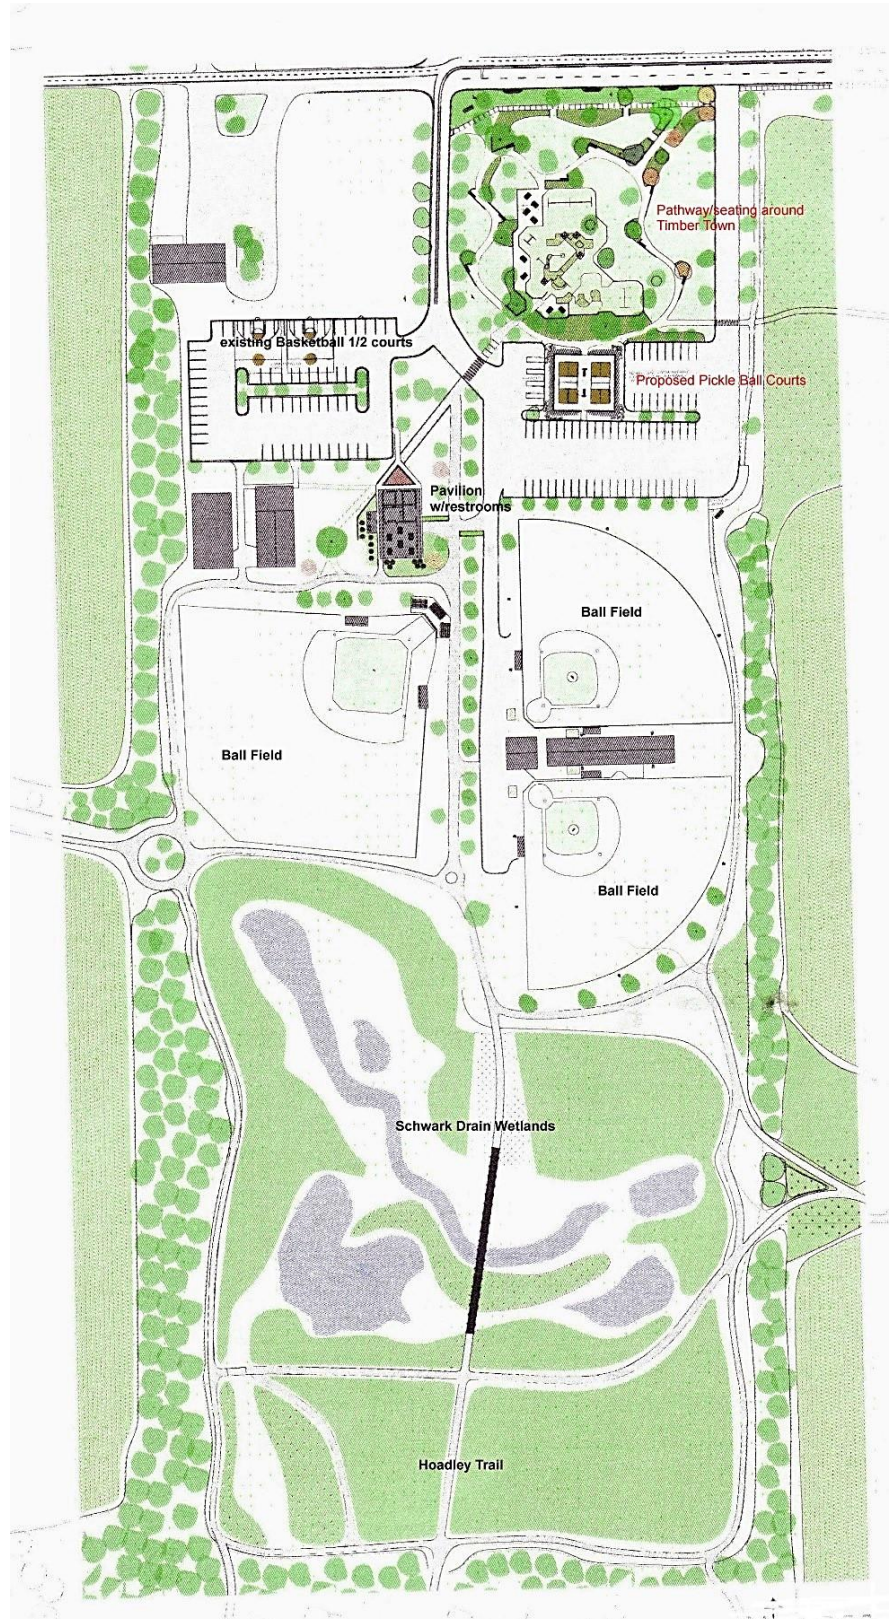 Pathway/seating around
Timber Town
existing Basketball 1/2 courts
Proposed Pickle Ball Courts
Pavilion
w/restrooms
Ball Field
Ball Field
Ball Field
Schwark Drain Wetlands
Hoadley Trail